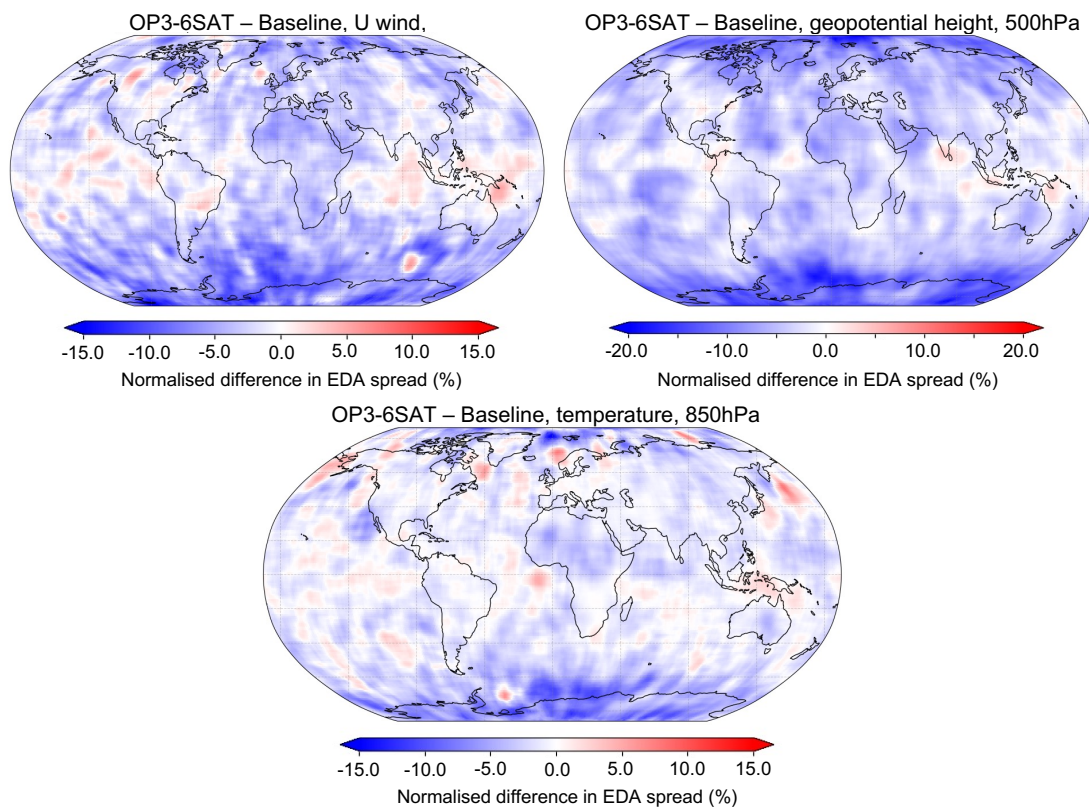 OP3-6SAT – Baseline, U wind,
-15.0 -10.0 -5.0 0.0 5.0 10.0 15.0
Normalised difference in EDA spread (%)
OP3-6SAT – Baseline, geopotential height, 500hPa
-20.0 -10.0 0.0 10.0 20.0
Normalised difference in EDA spread (%)
OP3-6SAT – Baseline, temperature, 850hPa
-15.0 -10.0 -5.0 0.0 5.0 10.0 15.0
Normalised difference in EDA spread (%)